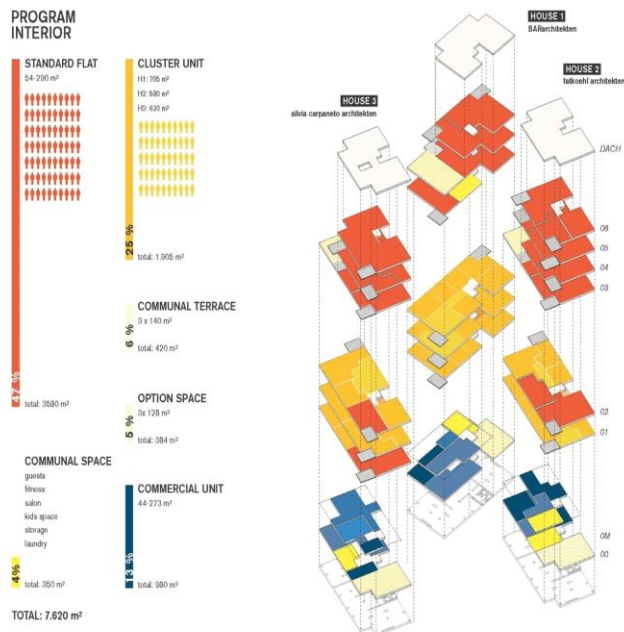 PROGRAM
INTERIOR
STANDARD FLAT
54-290 m²
47 %
total: 3580 m²
CLUSTER UNIT
H1: 705 m²
H2: 580 m²
H3: 620 m²
25 %
total: 1.905 m²
COMMUNAL TERRACE
3 x 140 m²
6 %
total: 420 m²
OPTION SPACE
3x 128 m²
5 %
total: 384 m²
COMMUNAL SPACE
guests
fitness
salon
kids space
storage
laundry
4%
total: 350 m²
COMMERCIAL UNIT
44-273 m²
13 %
total: 980 m²
TOTAL: 7.620 m²
HOUSE 1
BARarchitekten
HOUSE 2
fatkoehl architekten
HOUSE 3
silvia carpaneto architekten
DACH
06
05
04
03
02
01
0M
00